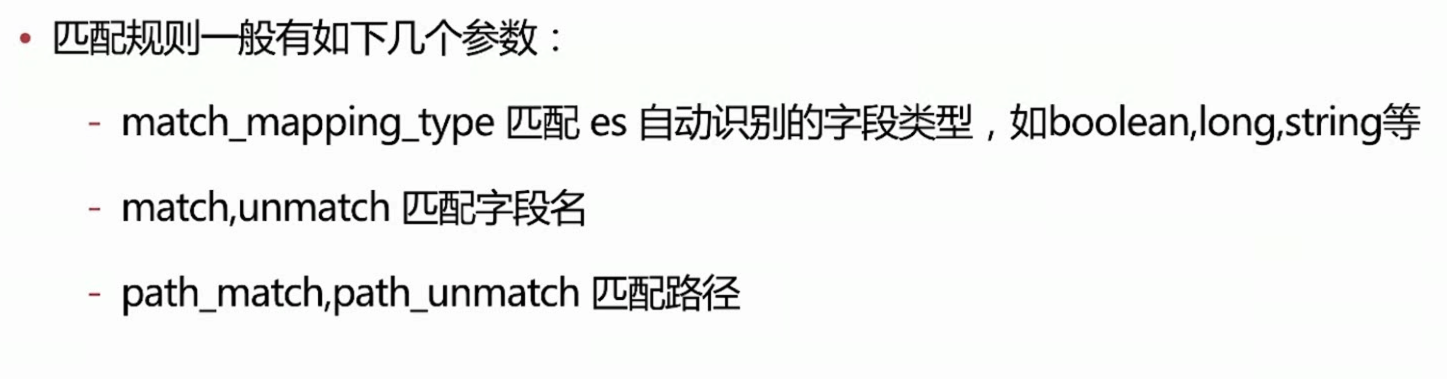 • 匹配规则一般有如下几个参数：
- match_mapping_type 匹配 es 自动识别的字段类型，如boolean,long,string等
- match,unmatch 匹配字段名
- path_match,path_unmatch 匹配路径